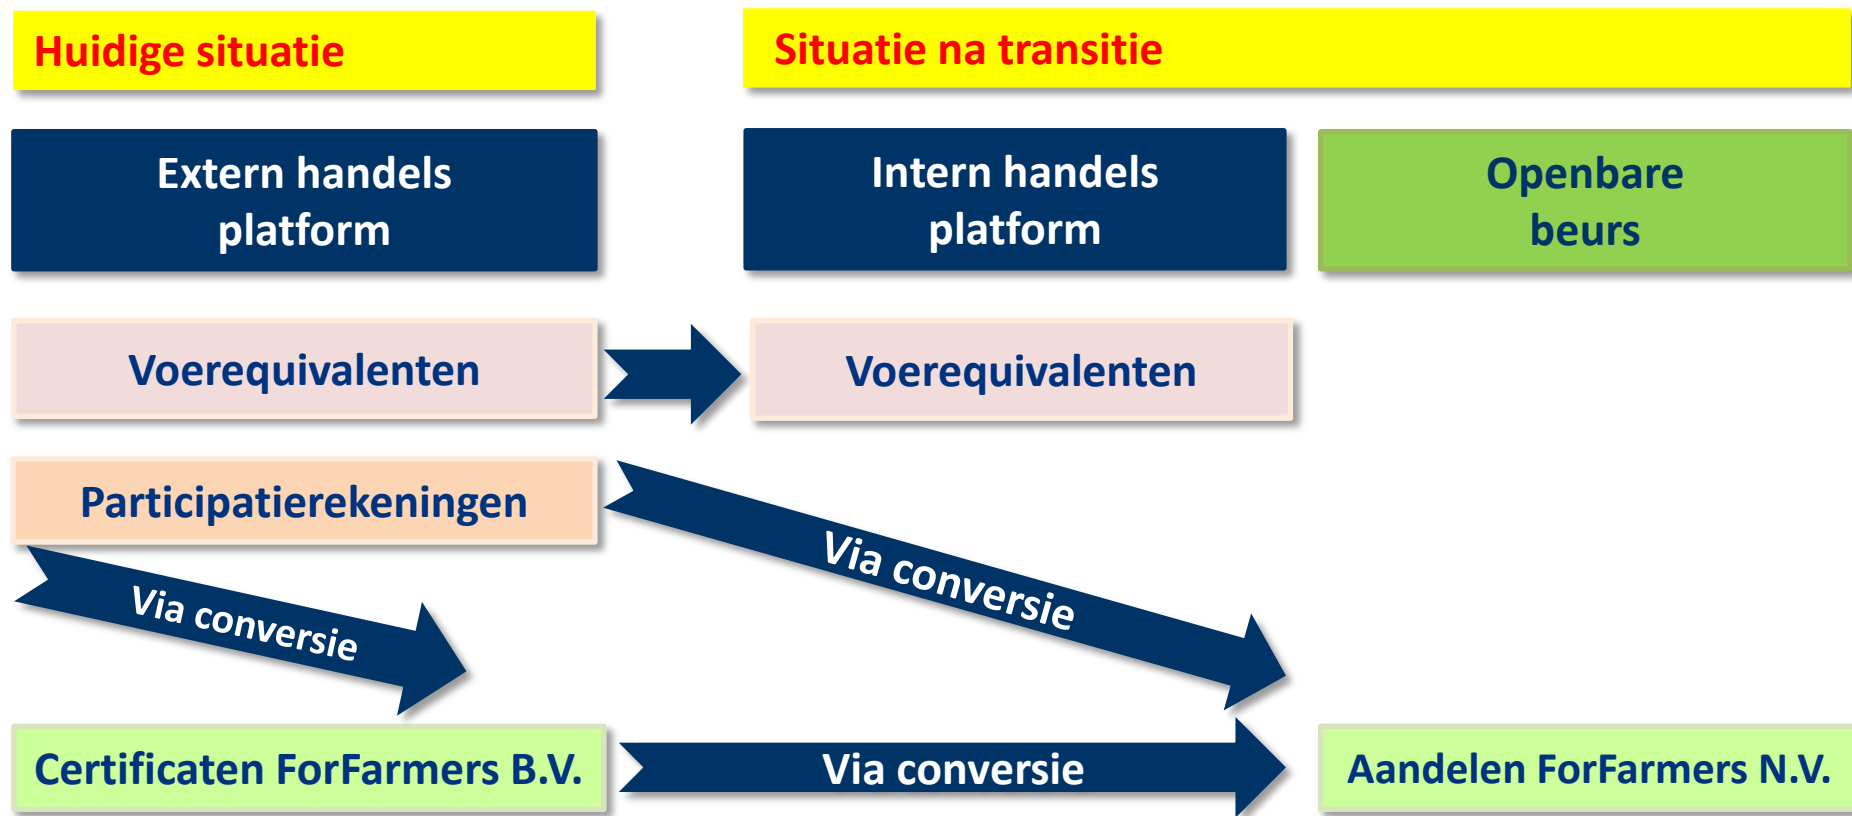 Huidige situatie
Situatie na transitie
Extern handels
platform
Intern handels
platform
Openbare
beurs
Voerequivalenten
Voerequivalenten
Participatierekeningen
Via conversie
Via conversie
Certificaten ForFarmers B.V.
Via conversie
Aandelen ForFarmers N.V.